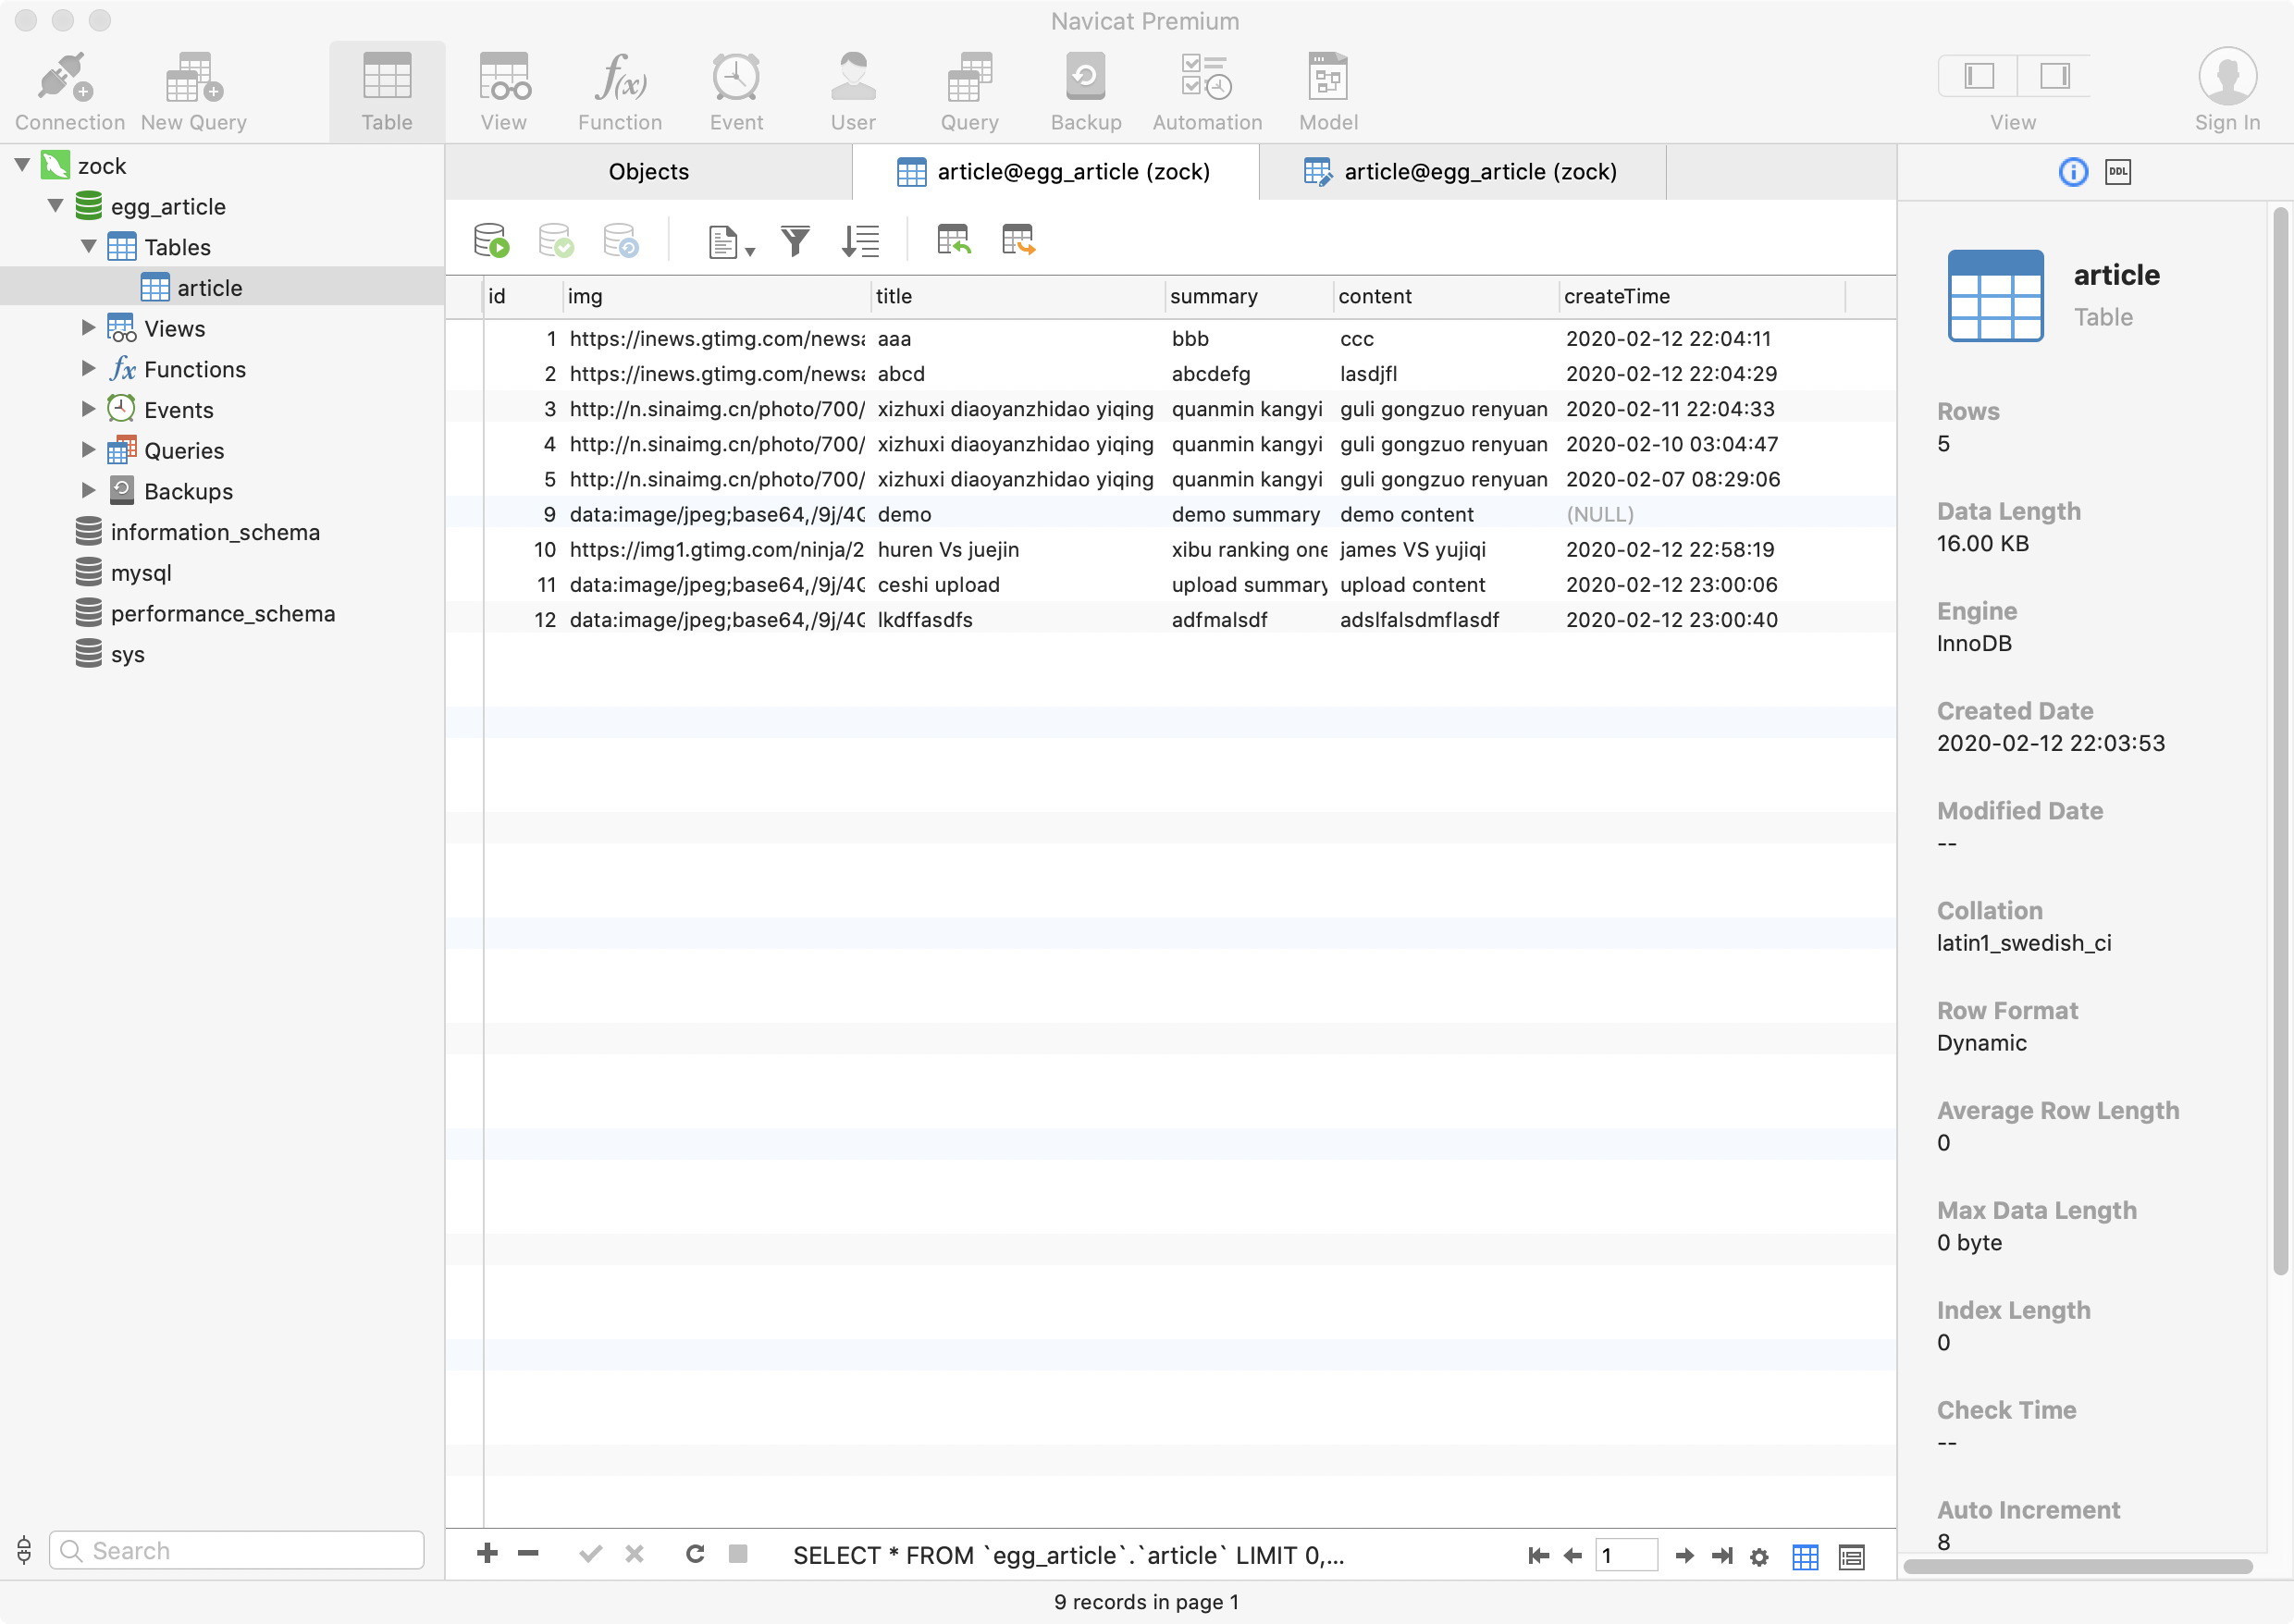 Navicat Premium
Connection New Query Table View Function Event User Query Backup Automation Model View Sign In
zock
egg_article
Tables
article
Views
Functions
Events
Queries
Backups
information_schema
mysql
performance_schema
sys
Search
Objects article@egg_article (zock) article@egg_article (zock)
id img title summary content createTime
1 https://inews.gtimg.com/newsa aaa bbb ccc 2020-02-12 22:04:11
2 https://inews.gtimg.com/newsa abcd abcdefg lasdjfl 2020-02-12 22:04:29
3 http://n.sinaimg.cn/photo/700/ xizhuxi diaoyanzhidao yiqing quanmin kangyi guli gongzuo renyuan 2020-02-11 22:04:33
4 http://n.sinaimg.cn/photo/700/ xizhuxi diaoyanzhidao yiqing quanmin kangyi guli gongzuo renyuan 2020-02-10 03:04:47
5 http://n.sinaimg.cn/photo/700/ xizhuxi diaoyanzhidao yiqing quanmin kangyi guli gongzuo renyuan 2020-02-07 08:29:06
9 data:image/jpeg;base64,/9j/4Q demo demo summary demo content (NULL)
10 https://img1.gtimg.com/ninja/2 huren Vs juejin xibu ranking one james VS yujiqi 2020-02-12 22:58:19
11 data:image/jpeg;base64,/9j/4Q ceshi upload upload summary upload content 2020-02-12 23:00:06
12 data:image/jpeg;base64,/9j/4Q lkdffasdfs adfmalsdf adslfalsdmflasdf 2020-02-12 23:00:40
SELECT * FROM `egg_article`.`article` LIMIT 0,...
1
9 records in page 1
DDL
article
Table
Rows
5
Data Length
16.00 KB
Engine
InnoDB
Created Date
2020-02-12 22:03:53
Modified Date
--
Collation
latin1_swedish_ci
Row Format
Dynamic
Average Row Length
0
Max Data Length
0 byte
Index Length
0
Check Time
--
Auto Increment
8